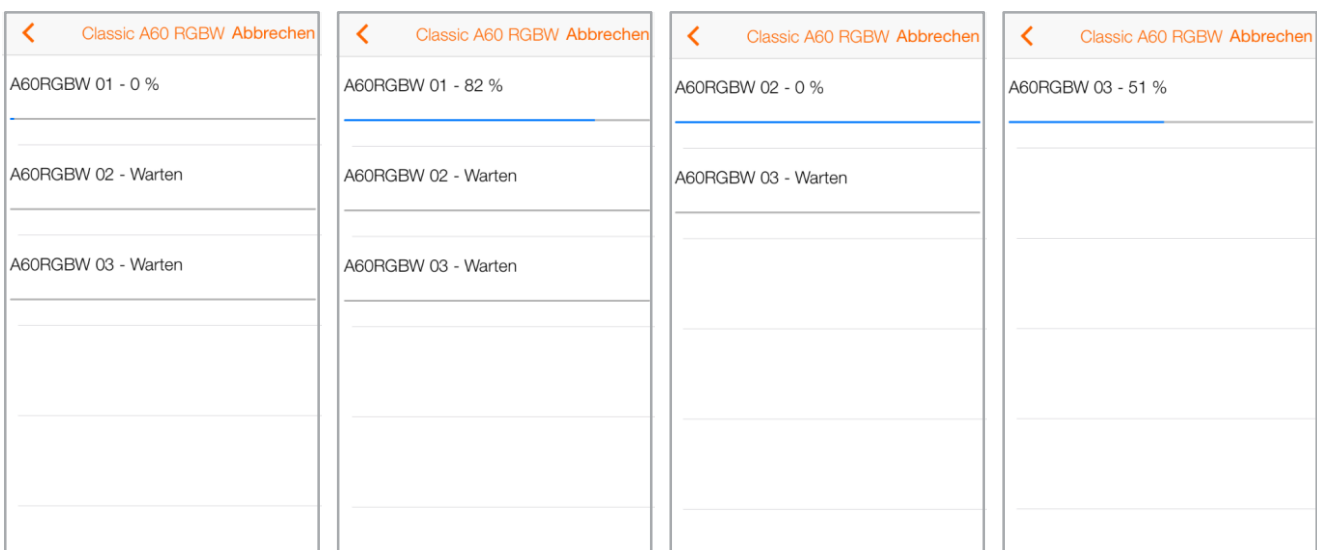 Classic A60 RGBW Abbrechen
A60RGBW 01 - 0 %
A60RGBW 02 - Warten
A60RGBW 03 - Warten
Classic A60 RGBW Abbrechen
A60RGBW 01 - 82 %
A60RGBW 02 - Warten
A60RGBW 03 - Warten
Classic A60 RGBW Abbrechen
A60RGBW 02 - 0 %
A60RGBW 03 - Warten
Classic A60 RGBW Abbrechen
A60RGBW 03 - 51 %